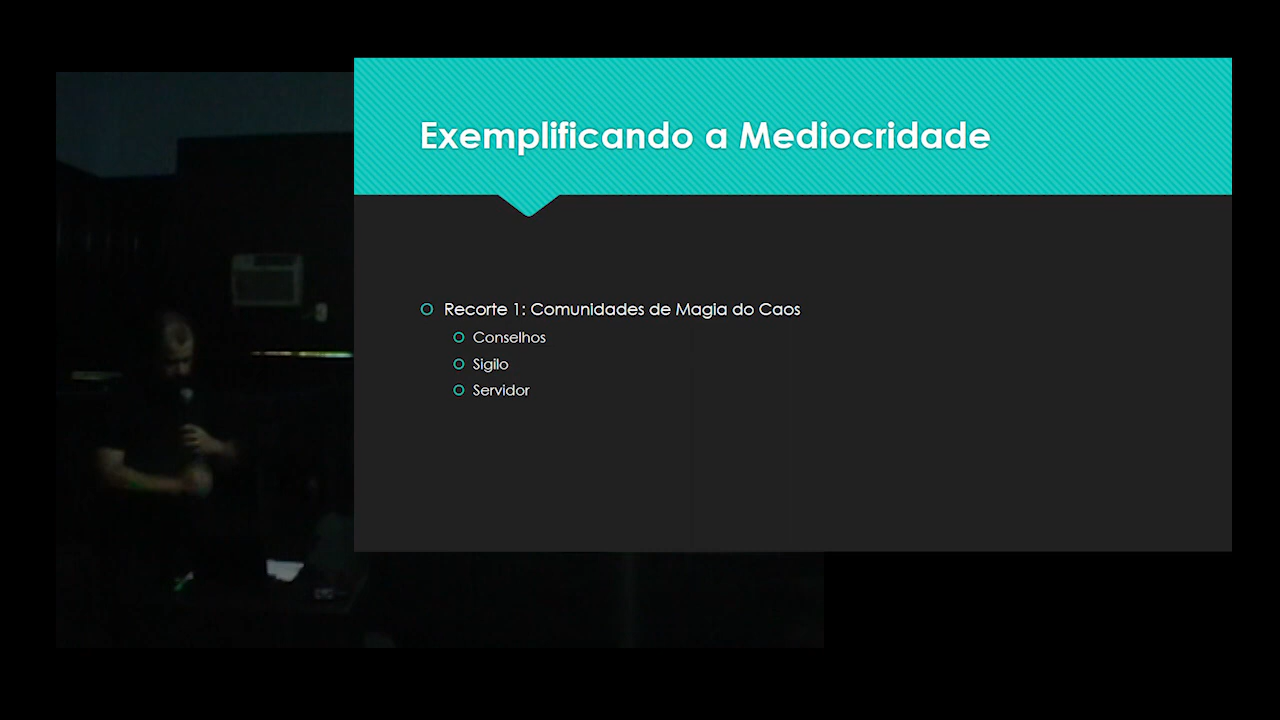 Exemplificando a Mediocridade
Recorte 1: Comunidades de Magia do Caos
Conselhos
Sigilo
Servidor